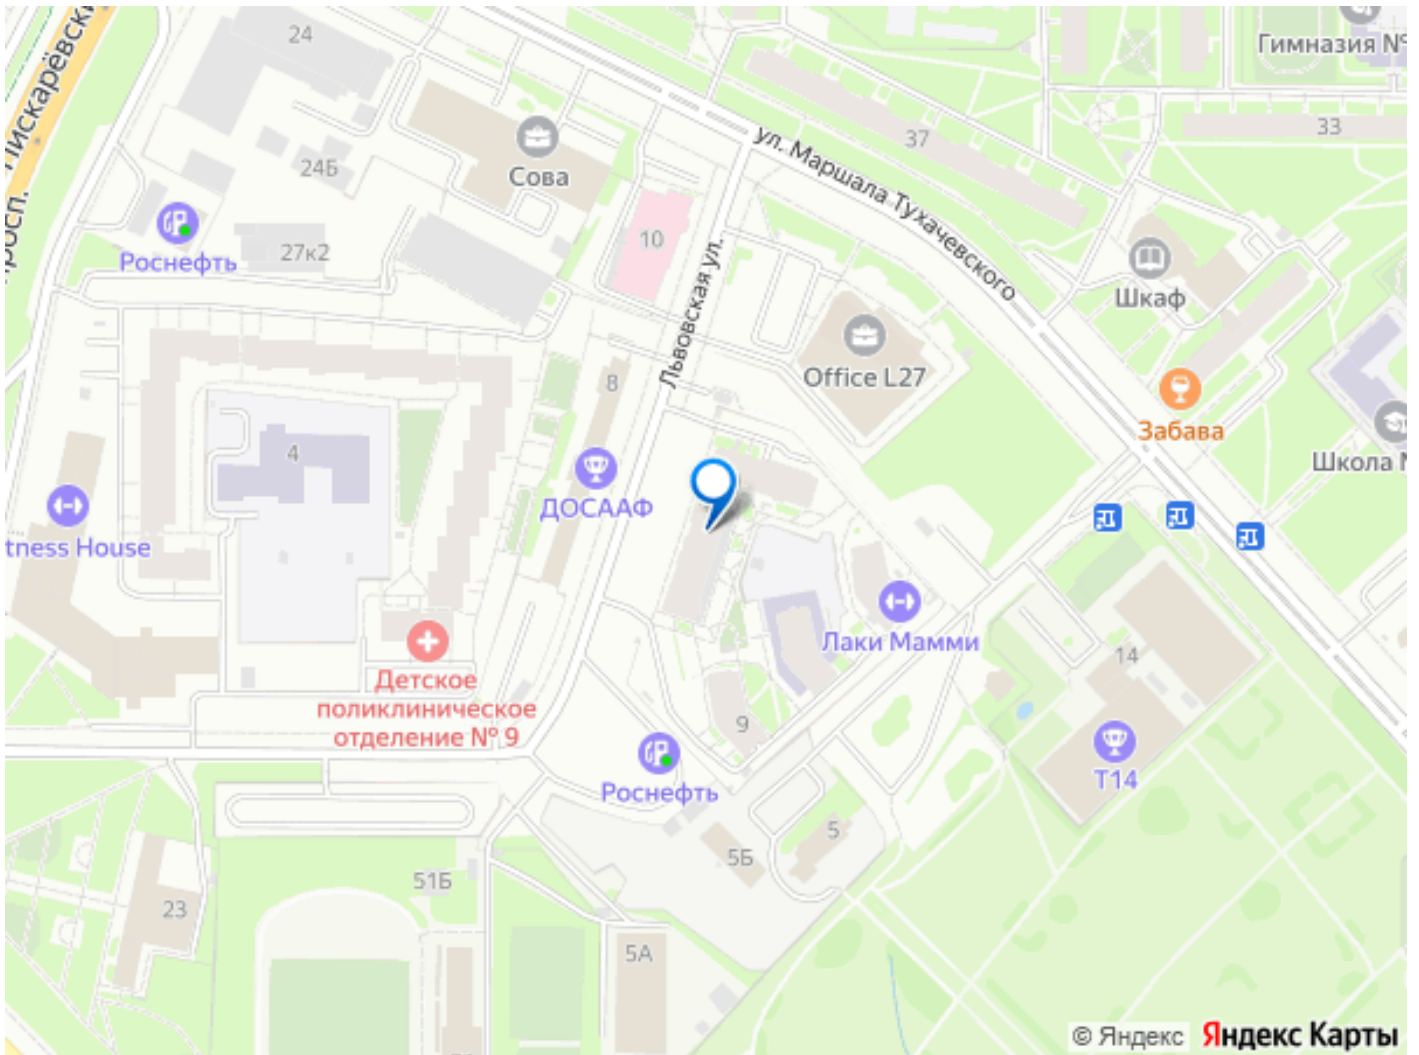 24
Пискарёвски
просп.
24Б
Сова
37
33
Гимназия №
ул. Маршала Тухачевского
Роснефть
27к2
10
Львовская ул.
Шкаф
Office L27
8
Забава
Школа
4
ДОСААФ
tness House
Лаки Мамми
Детское
поликлиническое
отделение № 9
9
14
Т14
Роснефть
5
5Б
51Б
23
5А
© Яндекс Яндекс Карты